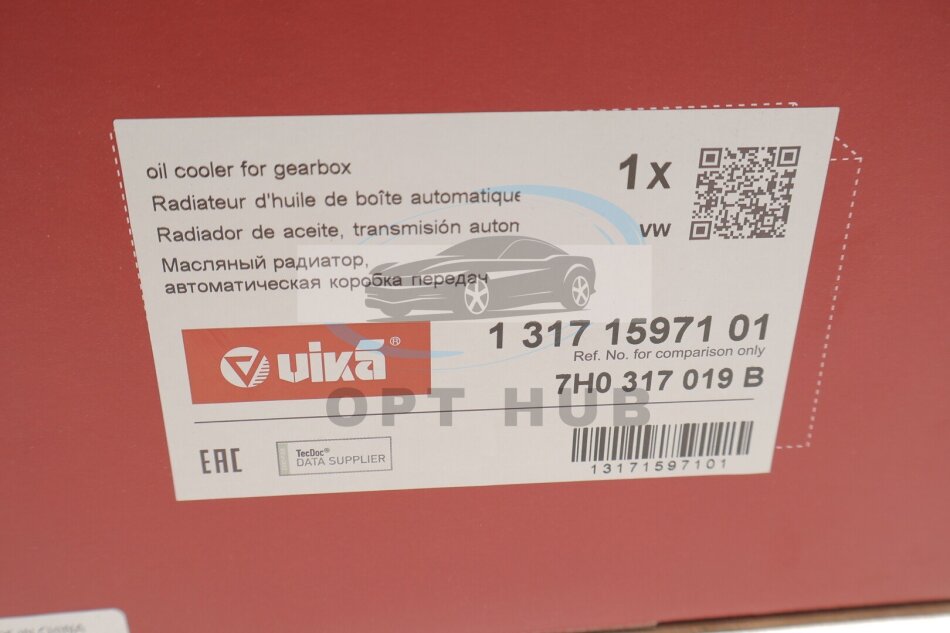 oil cooler for gearbox
Radiateur d'huile de boîte automatique
Radiador de aceite, transmisión auton
Масляный радиатор,
автоматическая коробка передач
1x
vw
1 317 15971 01
Ref. No. for comparison only
7H0 317 019 B
vika®
OPT HUB
EAC
TecDoc®
DATA SUPPLIER
13171597101